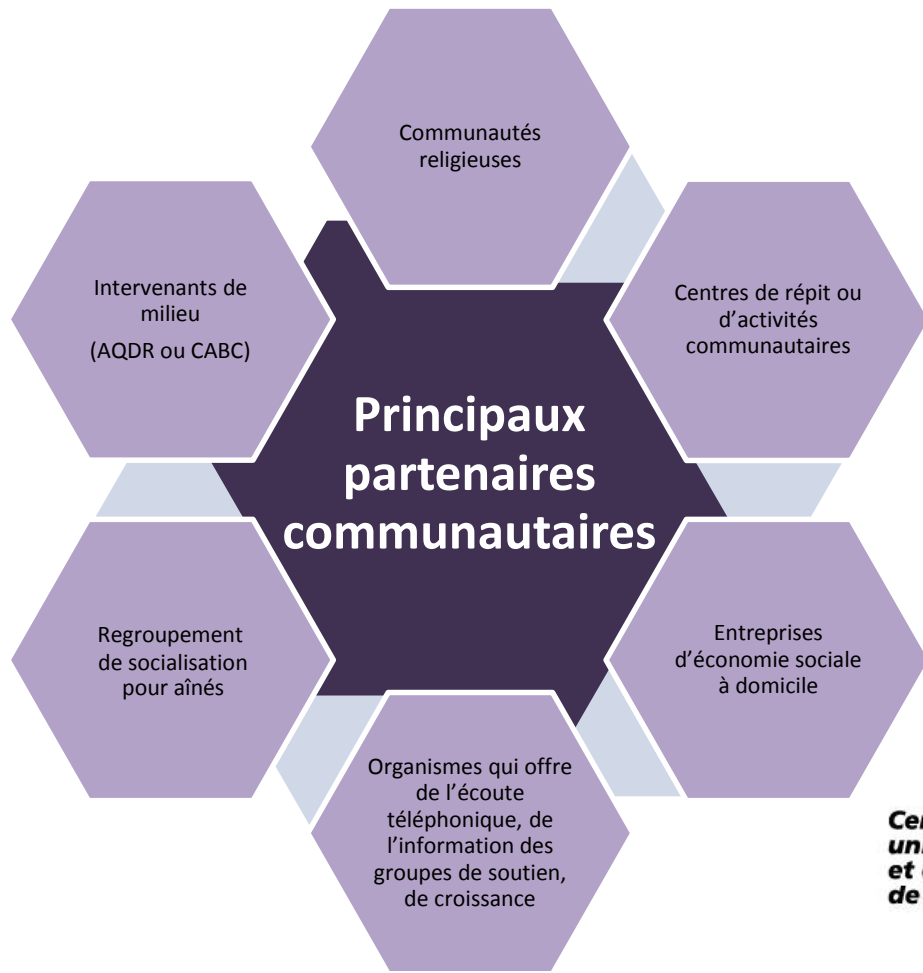 Communautés
religieuses
Centres de répit ou
d'activités
communautaires
Entreprises
d'économie sociale
à domicile
Organismes qui offre
de l'écoute
téléphonique, de
l'information des
groupes de soutien,
de croissance
Regroupement
de socialisation
pour aînés
Intervenants de
milieu
(AQDR ou CABC)
Principaux
partenaires
communautaires
et
de